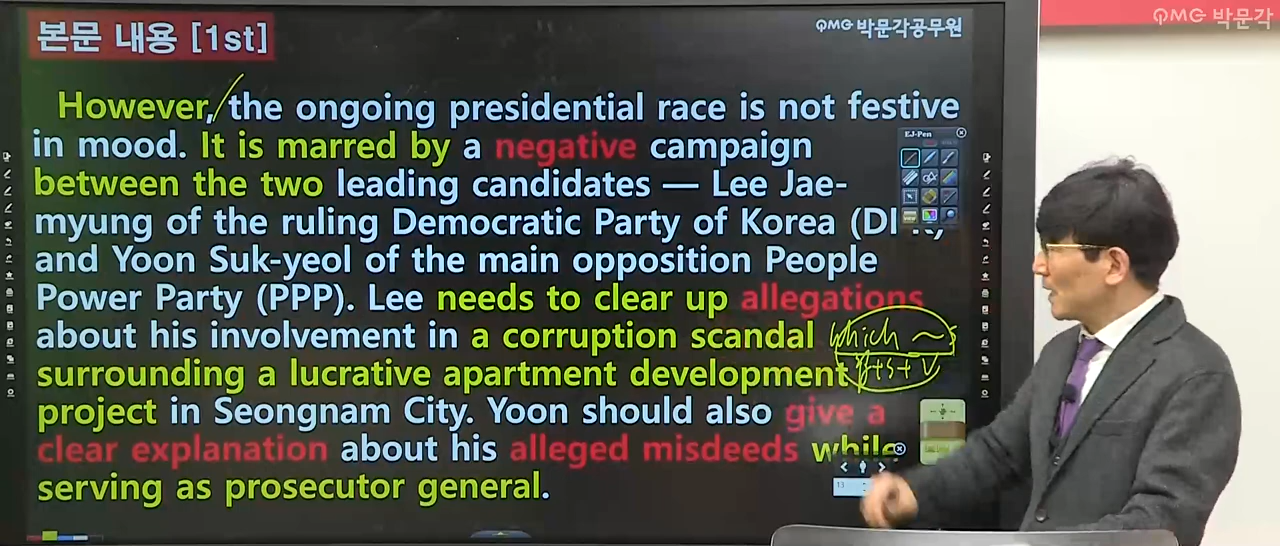 본문 내용 [1st]
PMG 박문각공무원
PMG 박문각
However, the ongoing presidential race is not festive
in mood. It is marred by a negative campaign
between the two leading candidates — Lee Jae-
myung of the ruling Democratic Party of Korea
and Yoon Suk-yeol of the main opposition People
Power Party (PPP). Lee needs to clear up allegations
about his involvement in a corruption scandal which ~
surrounding a lucrative apartment development +s+ V
project in Seongnam City. Yoon should also give a
clear explanation about his alleged misdeeds while
serving as prosecutor general.
EJ-Pen
13